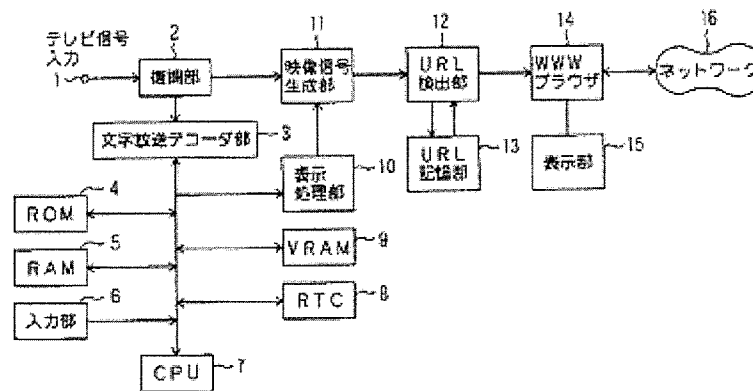 テレビ信号
入力
1
2
復調部
11
映像信号
生成部
12
URL
検出部
14
WWW
ブラウザ
16
ネットワーク
文字放送デコーダ部
3
表示
処理部
10
URL
記憶部
13
表示部
15
4
ROM
5
RAM
6
入力部
VRAM
9
RTC
8
CPU
7